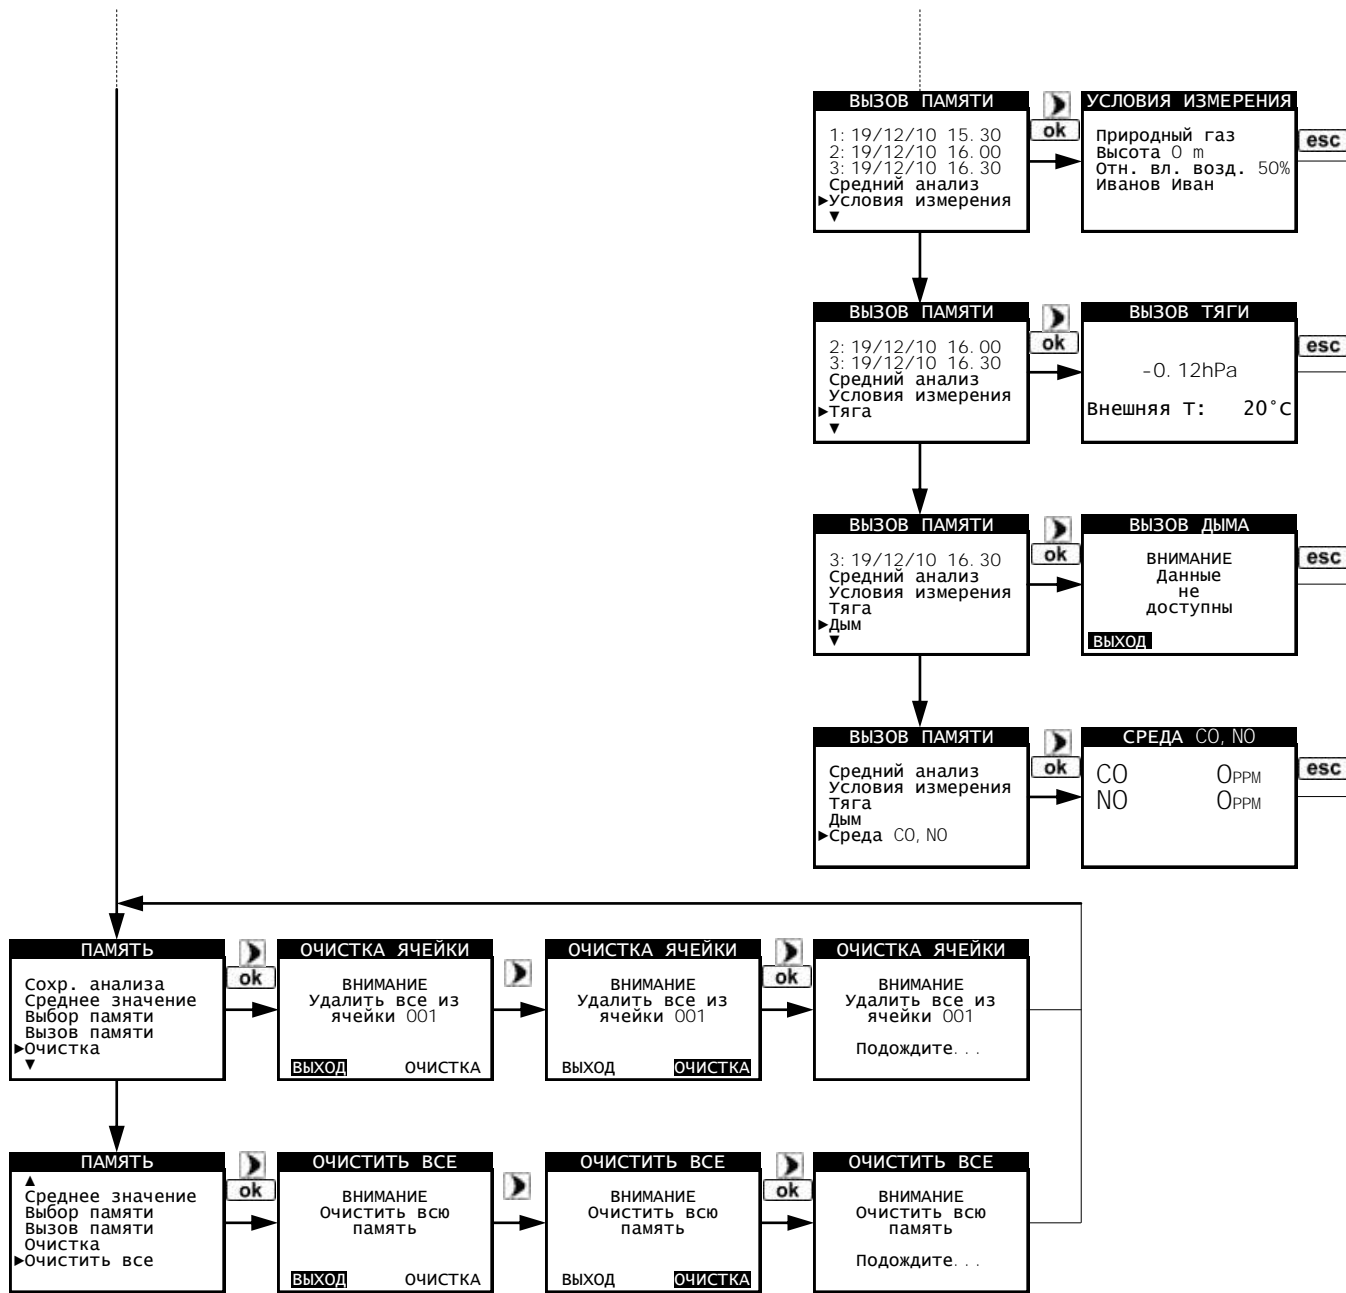 ВЫЗОВ ПАМЯТИ
1: 19/12/10 15.30
2: 19/12/10 16.00
3: 19/12/10 16.30
Средний анализ
►Условия измерения
▼
ok
УСЛОВИЯ ИЗМЕРЕНИЯ
Природный газ
Высота 0 m
Отн. вл. возд. 50%
Иванов Иван
esc
ВЫЗОВ ПАМЯТИ
2: 19/12/10 16.00
3: 19/12/10 16.30
Средний анализ
Условия измерения
►Тяга
▼
ok
ВЫЗОВ ТЯГИ
-0.12hPa
Внешняя Т: 20°С
esc
ВЫЗОВ ПАМЯТИ
3: 19/12/10 16.30
Средний анализ
Условия измерения
Тяга
►Дым
▼
ok
ВЫЗОВ ДЫМА
ВНИМАНИЕ
Данные
не
доступны
ВЫХОД
esc
ВЫЗОВ ПАМЯТИ
Средний анализ
Условия измерения
Тяга
Дым
►Среда CO,NO
ok
СРЕДА CO,NO
CO 0PPM
NO 0PPM
esc
ПАМЯТЬ
Сохр. анализа
Среднее значение
Выбор памяти
Вызов памяти
►Очистка
▼
ok
ОЧИСТКА ЯЧЕЙКИ
ВНИМАНИЕ
Удалить все из
ячейки 001
ВЫХОД ОЧИСТКА
ОЧИСТКА ЯЧЕЙКИ
ВНИМАНИЕ
Удалить все из
ячейки 001
ВЫХОД ОЧИСТКА
ok
ОЧИСТКА ЯЧЕЙКИ
ВНИМАНИЕ
Удалить все из
ячейки 001
Подождите...
ПАМЯТЬ
▲
Среднее значение
Выбор памяти
Вызов памяти
Очистка
►Очистить все
ok
ОЧИСТИТЬ ВСЕ
ВНИМАНИЕ
Очистить всю
память
ВЫХОД ОЧИСТКА
ОЧИСТИТЬ ВСЕ
ВНИМАНИЕ
Очистить всю
память
ВЫХОД ОЧИСТКА
ok
ОЧИСТИТЬ ВСЕ
ВНИМАНИЕ
Очистить всю
память
Подождите...